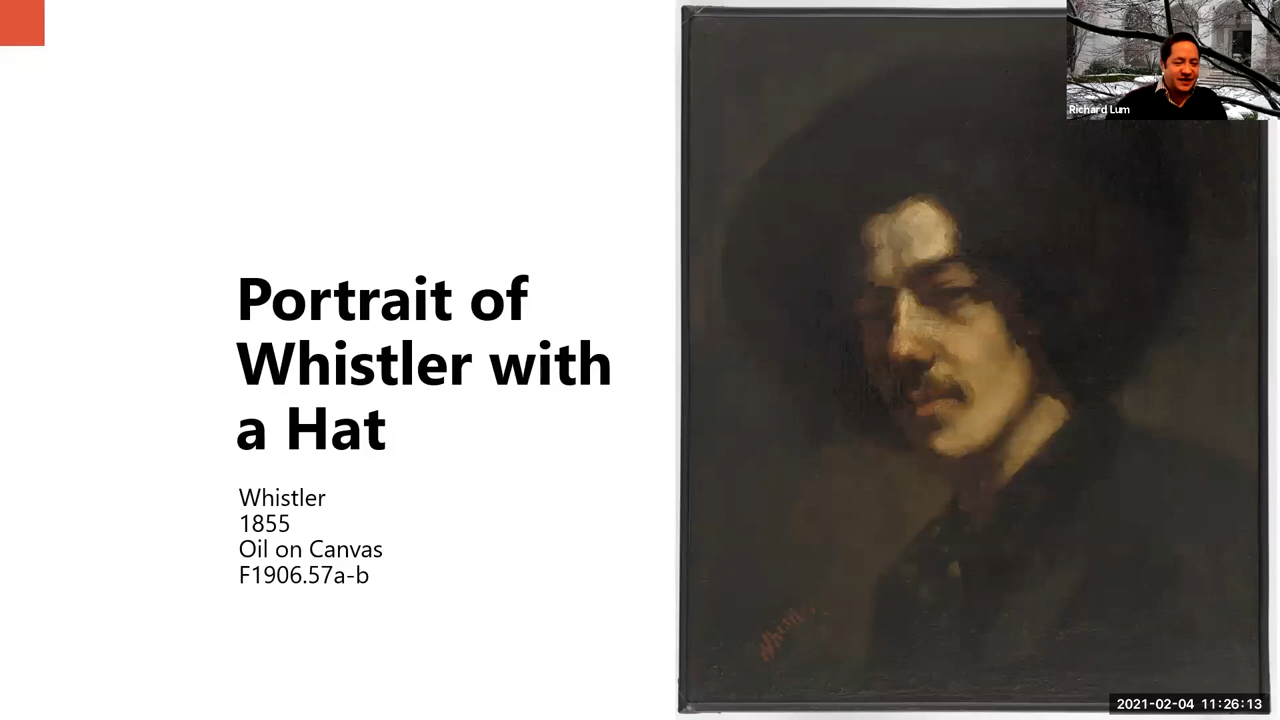 Portrait of
Whistler with
a Hat
Whistler
1855
Oil on Canvas
F1906.57a-b
Richard Lum
Whistler
2021-02-04 11:26:13